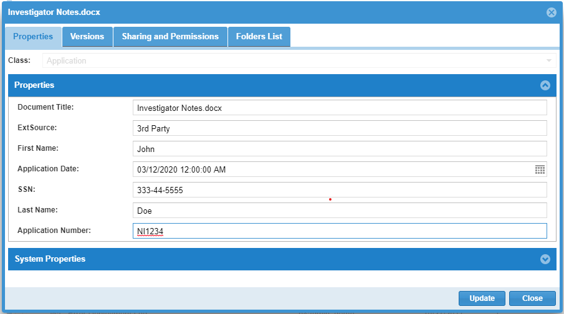 Investigator Notes.docx
Properties Versions Sharing and Permissions Folders List
Class: Application
Properties
Document Title: Investigator Notes.docx
ExtSource: 3rd Party
First Name: John
Application Date: 03/12/2020 12:00:00 AM
SSN: 333-44-5555
Last Name: Doe
Application Number: NI1234
System Properties
Update Close